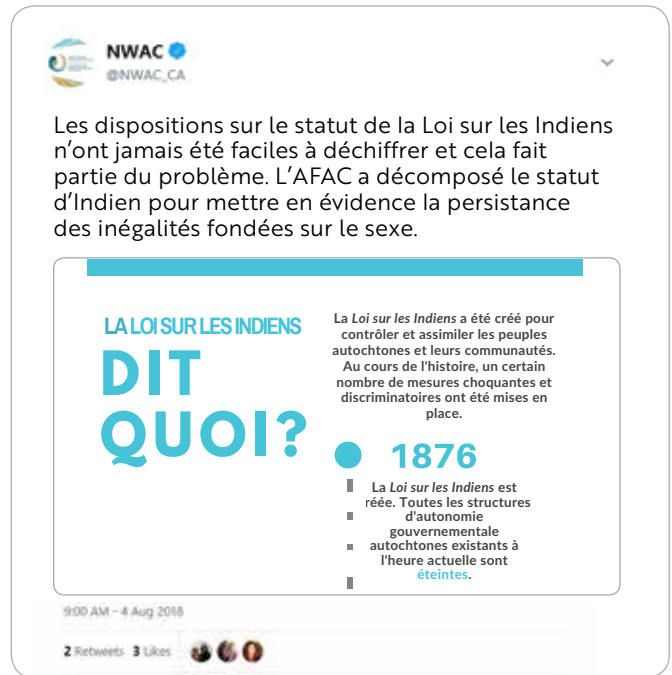 NWAC
@NWAC_CA
Les dispositions sur le statut de la Loi sur les Indiens
n'ont jamais été faciles à déchiffrer et cela fait
partie du problème. L'AFAC a décomposé le statut
d'Indien pour mettre en évidence la persistance
des inégalités fondées sur le sexe.
LA LOI SUR LES INDIENS
DIT
QUOI?
La Loi sur les Indiens a été créé pour
contrôler et assimiler les peuples
autochtones et leurs communautés.
Au cours de l'histoire, un certain
nombre de mesures choquantes et
discriminatoires ont été mises en
place.
1876
La Loi sur les Indiens est
réée. Toutes les structures
d'autonomie
gouvernementale
autochtones existants à
l'heure actuelle sont
éteintes.
9:00 AM - 4 Aug 2018
2 Retweets 3 Likes